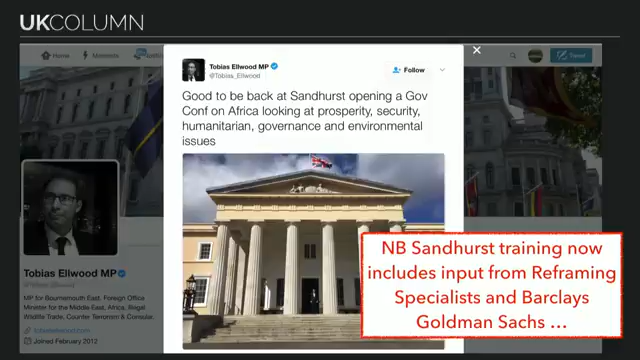 UKCOLUMN
Home
Moments
Tweet
Tobias Ellwood MP
@Tobias_Ellwood
Follow
Good to be back at Sandhurst opening a Gov
Conf on Africa looking at prosperity, security,
humanitarian, governance and environmental
issues
Tobias Ellwood MP
MP for Bournemouth East, Foreign Office
Minister for the Middle East, Africa, Illegal
Wildlife Trade, Counter Terrorism & Consular.
tobiasellwood.com
Joined February 2012
NB Sandhurst training now
includes input from Reframing
Specialists and Barclays
Goldman Sachs ...